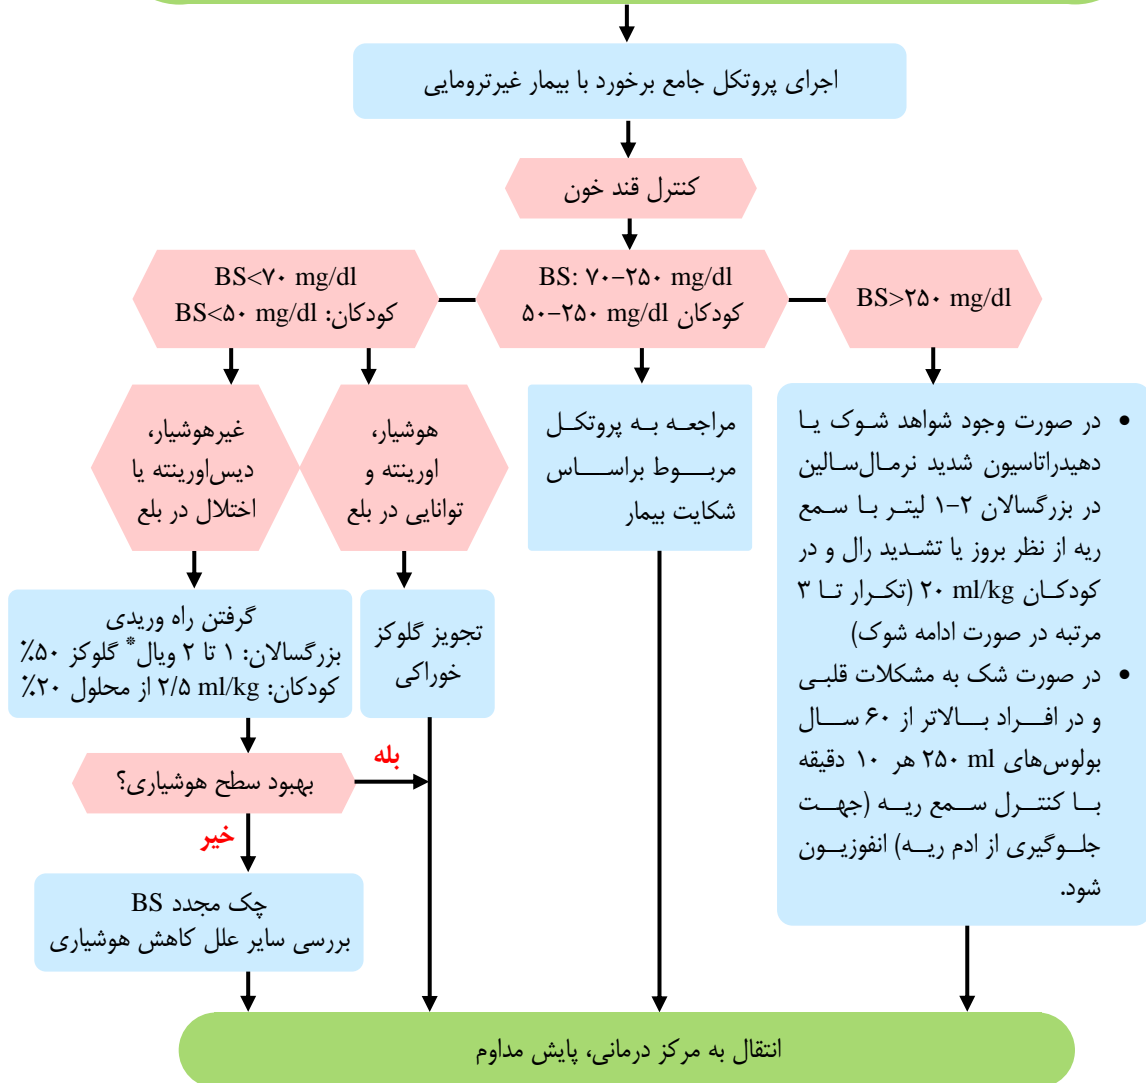 اجرای پروتکل جامع برخورد با بیمار غیرترومایی
کنترل قند خون
BS>۲۵۰ mg/dl
BS: ۷۰–۲۵۰ mg/dl
کودکان ۵۰–۲۵۰ mg/dl
BS<۷۰ mg/dl
کودکان: BS<۵۰ mg/dl
• در صورت وجود شواهد شوک یا
دهیدراتاسیون شدید نرمال‌سالین
در بزرگسالان ۲–۱ لیتر با سمع
ریه از نظر بروز یا تشدید رال و در
کودکان ۲۰ ml/kg (تکرار تا ۳
مرتبه در صورت ادامه شوک)
• در صورت شک به مشکلات قلبی
و در افراد بالاتر از ۶۰ سال
بولوس‌های ۲۵۰ ml هر ۱۰ دقیقه
با کنترل سمع ریه (جهت
جلوگیری از ادم ریه) انفوزیون
شود.
مراجعه به پروتکل
مربوط براساس
شکایت بیمار
هوشیار،
اورینته و
توانایی در بلع
غیرهوشیار،
دیس‌اورینته یا
اختلال در بلع
تجویز گلوکز
خوراکی
گرفتن راه وریدی
بزرگسالان: ۱ تا ۲ ویال* گلوکز ۵۰٪
کودکان: ۲/۵ ml/kg از محلول ۲۰٪
بهبود سطح هوشیاری؟
بله
خیر
چک مجدد BS
بررسی سایر علل کاهش هوشیاری
انتقال به مرکز درمانی، پایش مداوم